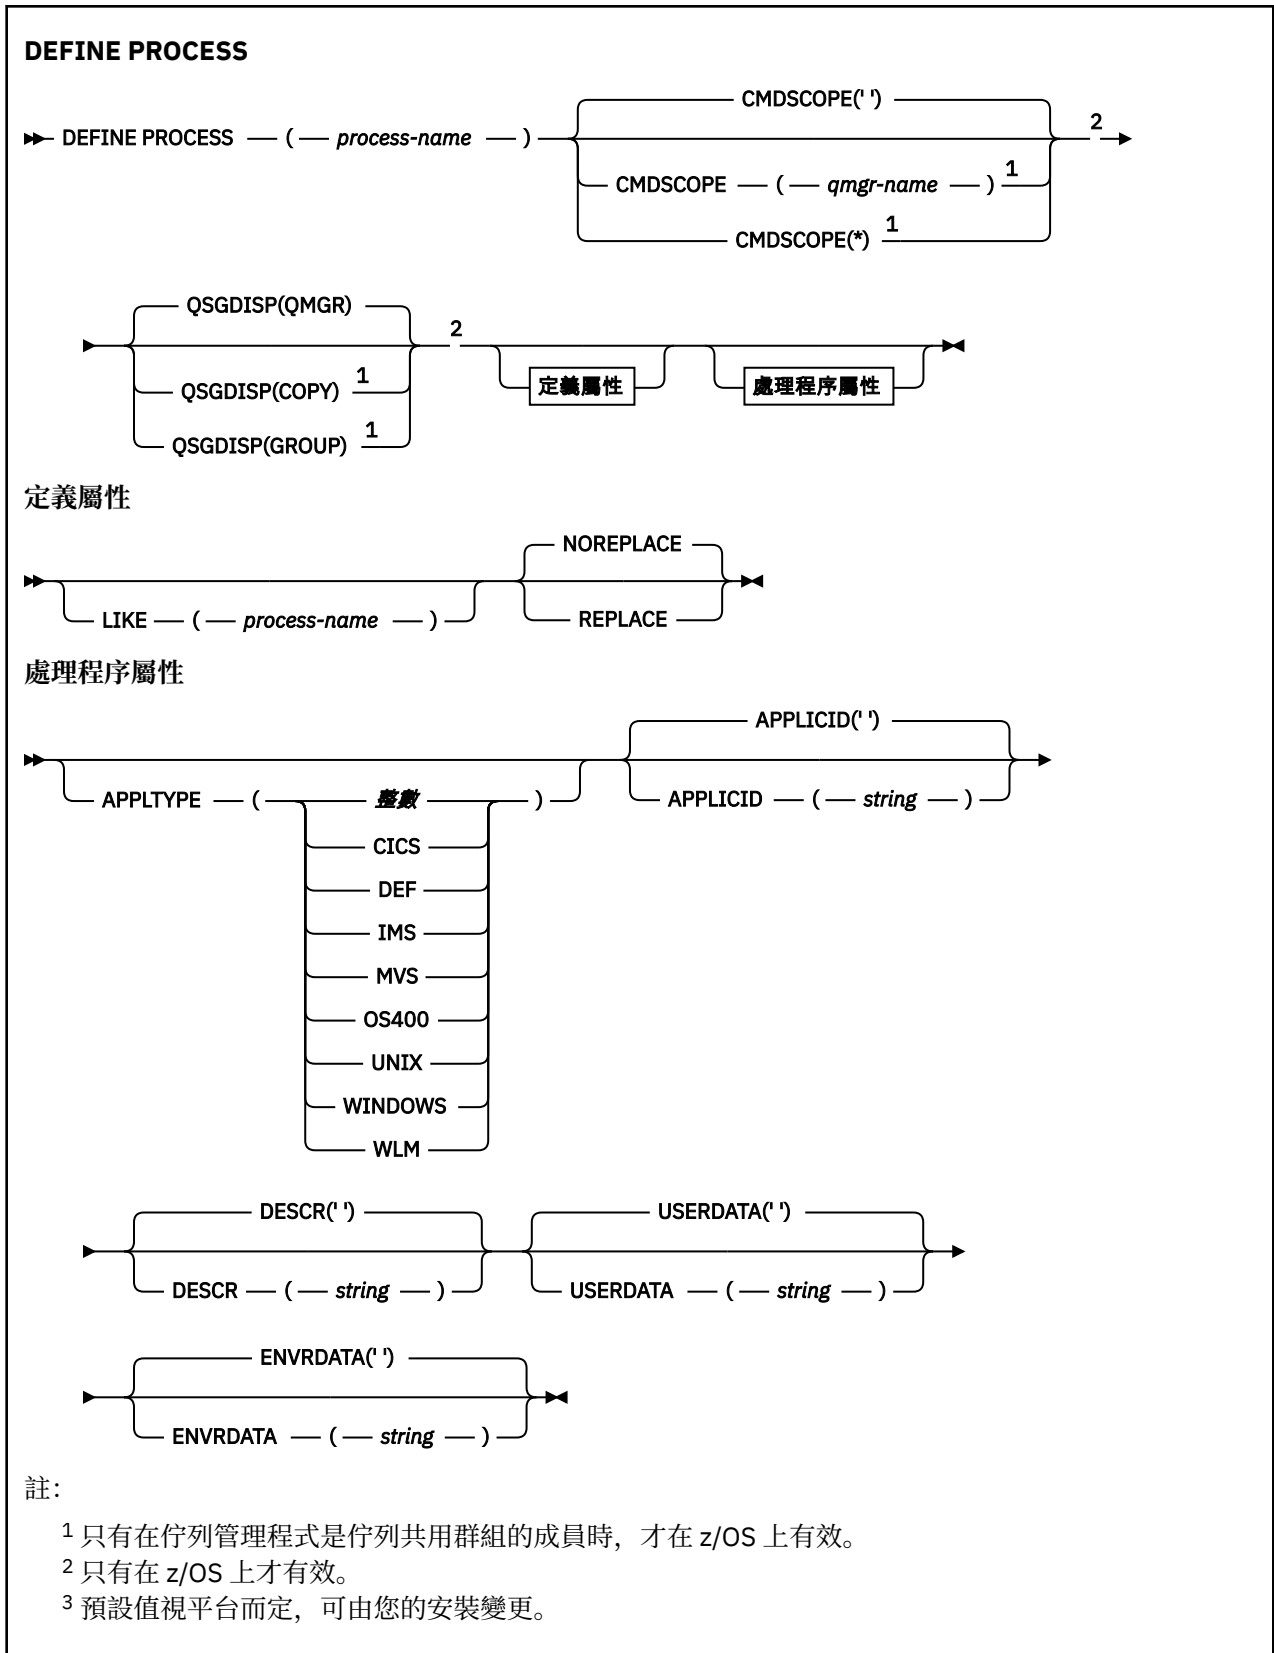 DEFINE PROCESS
CMDSCOPE(' ')
DEFINE PROCESS ( process-name ) 2
CMDSCOPE ( qmgr-name ) 1
CMDSCOPE(*) 1
QSGDISP(QMGR)
2
QSGDISP(COPY) 1 定義屬性 處理程序屬性
QSGDISP(GROUP) 1
定義屬性
NOREPLACE
LIKE ( process-name ) REPLACE
處理程序屬性
APPLICID(' ')
APPLTYPE ( 整數 ) APPLICID ( string )
CICS
DEF
IMS
MVS
OS400
UNIX
WINDOWS
WLM
DESCR(' ') USERDATA(' ')
DESCR ( string ) USERDATA ( string )
ENVRDATA(' ')
ENVRDATA ( string )
註：
1 只有在佇列管理程式是佇列共用群組的成員時，才在 z/OS 上有效。
2 只有在 z/OS 上才有效。
3 預設值視平台而定，可由您的安裝變更。